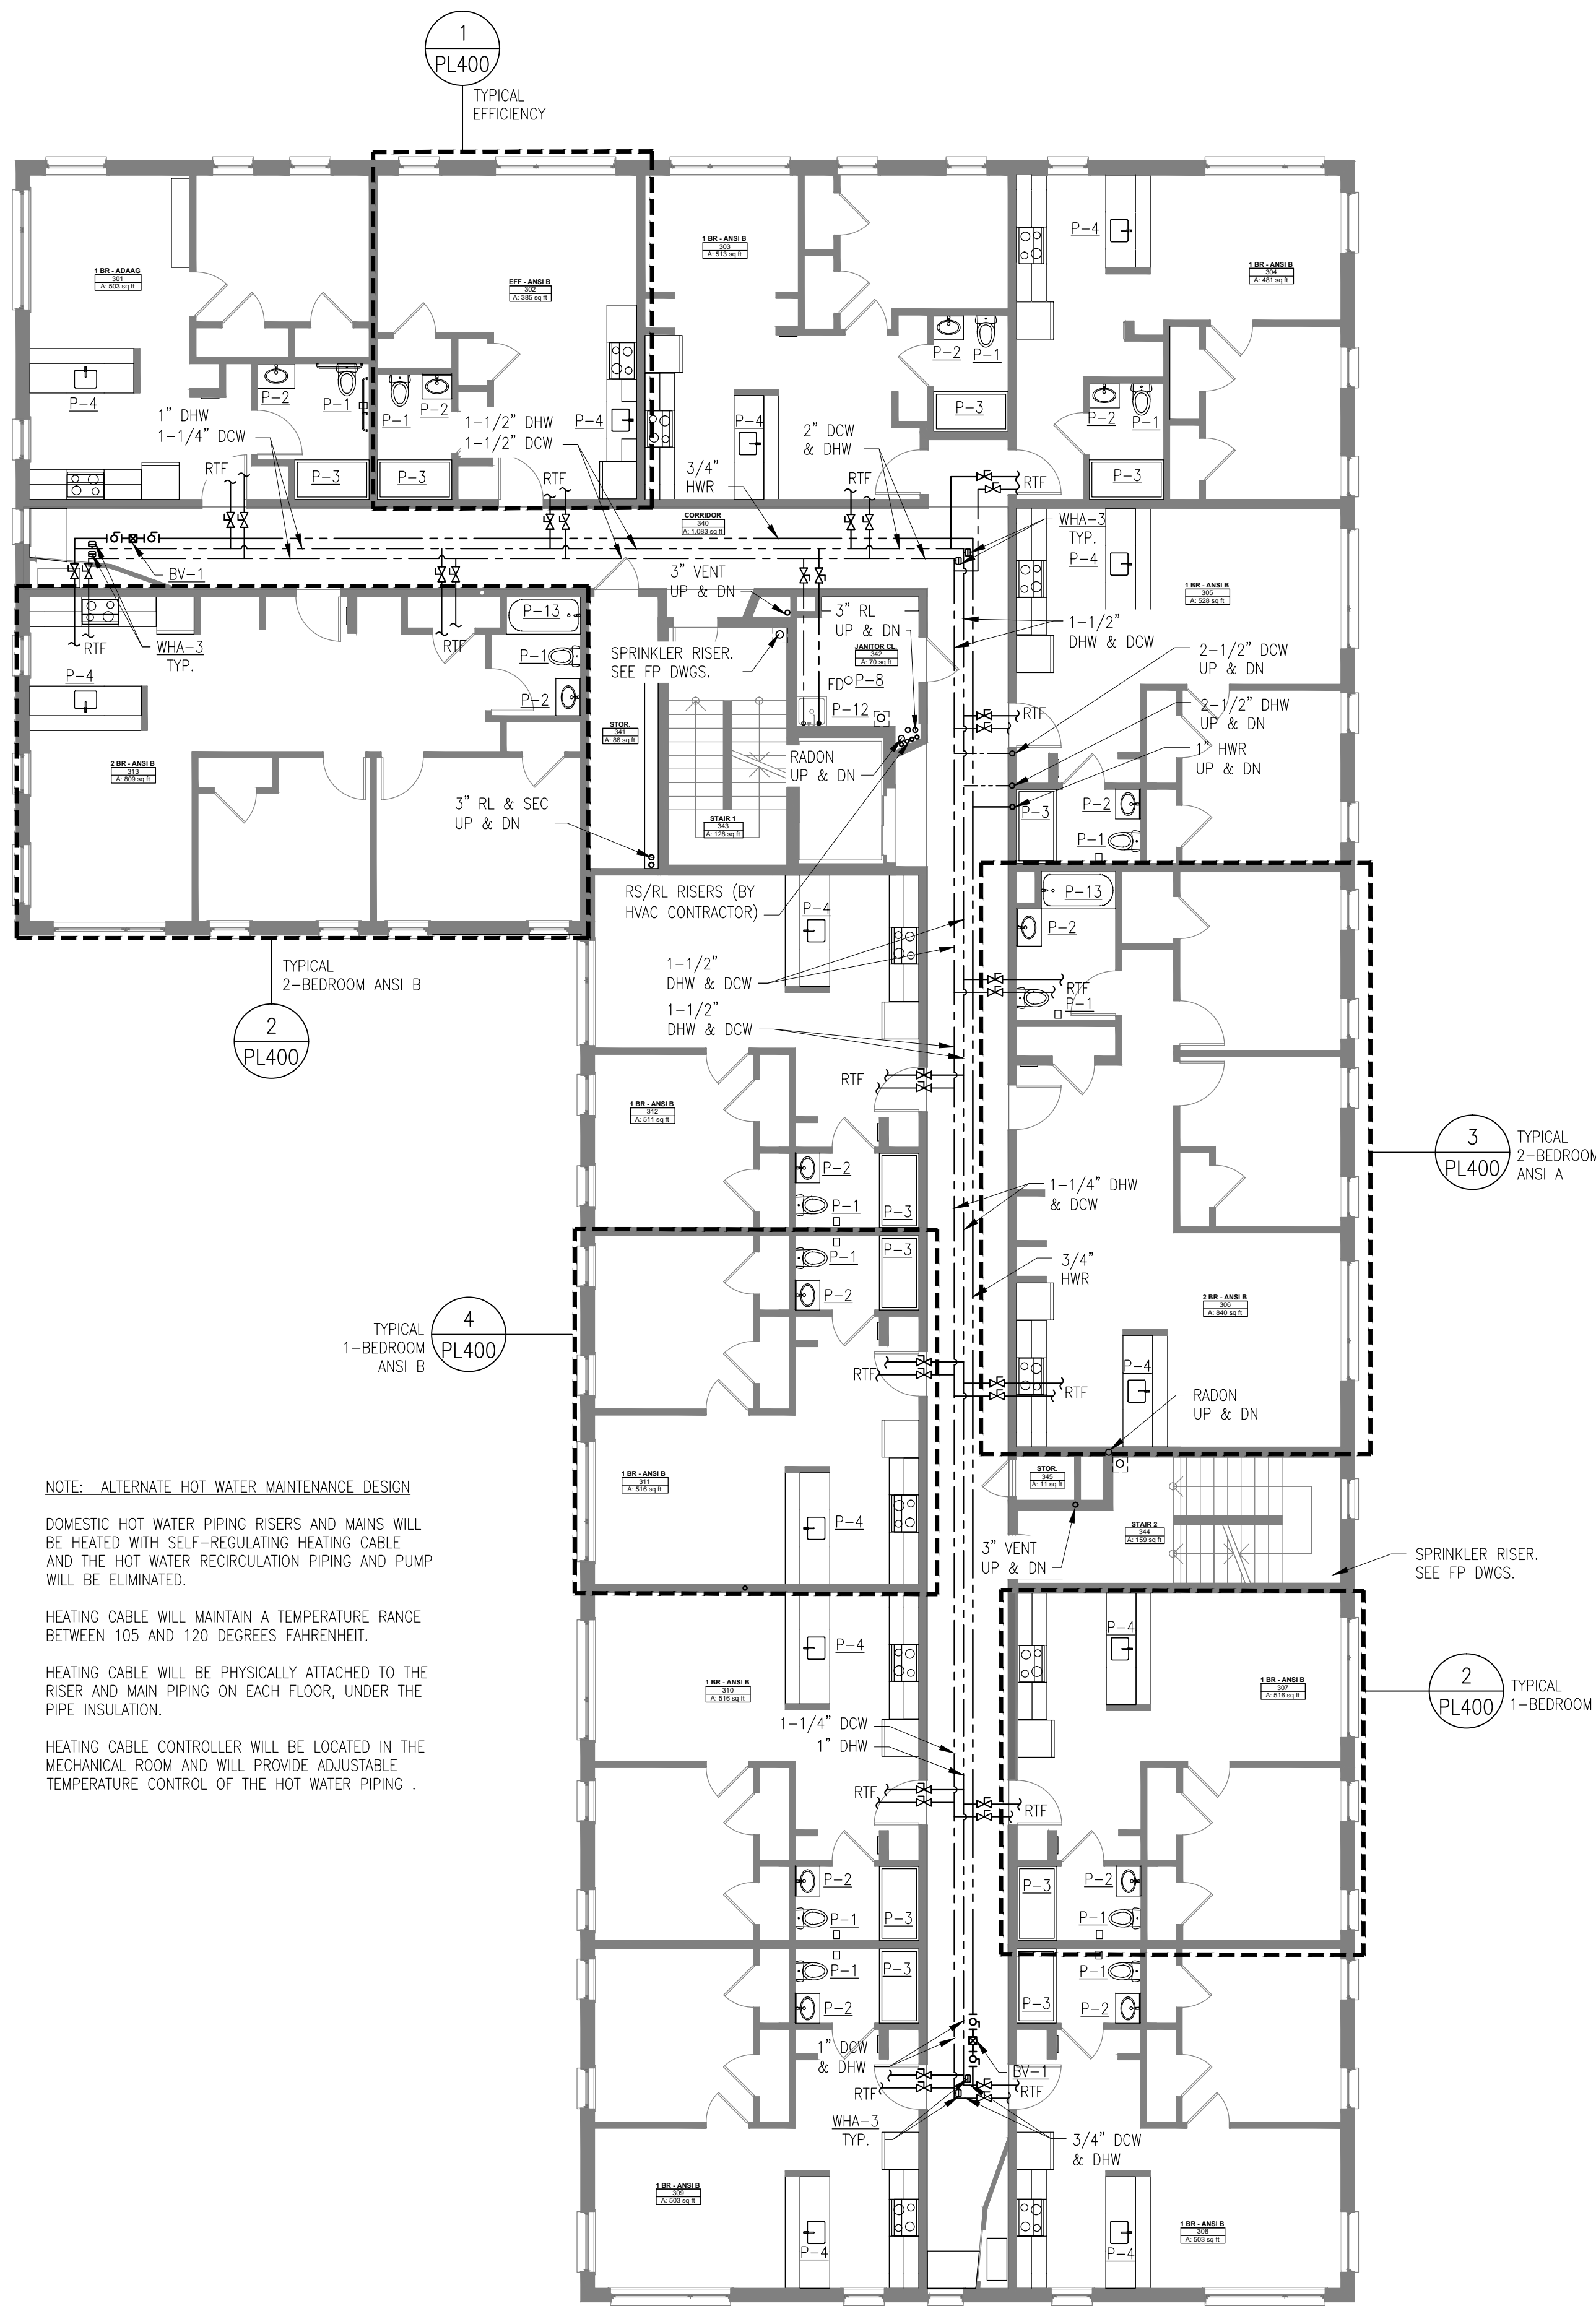 1
PL400
TYPICAL
EFFICIENCY
1 BR - ADAAG
301
A: 503 sq ft
EFF - ANSI B
302
A: 385 sq ft
1 BR - ANSI B
303
A: 513 sq ft
1 BR - ANSI B
304
A: 481 sq ft
P-4
P-2
P-1
P-3
P-4
P-1
P-2
P-3
P-4
P-4
P-2
P-1
P-3
P-4
P-2
P-1
P-3
1" DHW
1-1/4" DCW
RTF
1-1/2" DHW
1-1/2" DCW
RTF
3/4"
HWR
2" DCW
& DHW
RTF
RTF
CORRIDOR
340
A: 1,083 sq ft
WHA-3
TYP.
BV-1
WHA-3
TYP.
RTF
RTF
P-4
P-13
P-1
P-2
2 BR - ANSI B
313
A: 809 sq ft
3" VENT
UP & DN
SPRINKLER RISER.
SEE FP DWGS.
3" RL
UP & DN
JANITOR CL.
342
A: 70 sq ft
FD
P-8
P-12
STOR.
341
A: 86 sq ft
RADON
UP & DN
STAIR 1
343
A: 128 sq ft
3" RL & SEC
UP & DN
P-4
1 BR - ANSI B
305
A: 528 sq ft
1-1/2"
DHW & DCW
2-1/2" DCW
UP & DN
RTF
2-1/2" DHW
UP & DN
1" HWR
UP & DN
P-3
P-2
P-1
TYPICAL
2-BEDROOM ANSI B
2
PL400
RS/RL RISERS (BY
HVAC CONTRACTOR)
P-4
1-1/2"
DHW & DCW
1-1/2"
DHW & DCW
RTF
1 BR - ANSI B
312
A: 511 sq ft
P-2
P-1
P-3
P-13
P-2
RTF
P-1
3
PL400
TYPICAL
2-BEDROOM
ANSI A
1-1/4" DHW
& DCW
3/4"
HWR
2 BR - ANSI B
306
A: 840 sq ft
P-4
RTF
RADON
UP & DN
TYPICAL
1-BEDROOM
ANSI B
4
PL400
P-3
P-1
P-2
RTF
1 BR - ANSI B
311
A: 516 sq ft
P-4
STOR.
345
A: 11 sq ft
STAIR 2
344
A: 159 sq ft
3" VENT
UP & DN
SPRINKLER RISER.
SEE FP DWGS.
NOTE: ALTERNATE HOT WATER MAINTENANCE DESIGN
DOMESTIC HOT WATER PIPING RISERS AND MAINS WILL
BE HEATED WITH SELF-REGULATING HEATING CABLE
AND THE HOT WATER RECIRCULATION PIPING AND PUMP
WILL BE ELIMINATED.
HEATING CABLE WILL MAINTAIN A TEMPERATURE RANGE
BETWEEN 105 AND 120 DEGREES FAHRENHEIT.
HEATING CABLE WILL BE PHYSICALLY ATTACHED TO THE
RISER AND MAIN PIPING ON EACH FLOOR, UNDER THE
PIPE INSULATION.
HEATING CABLE CONTROLLER WILL BE LOCATED IN THE
MECHANICAL ROOM AND WILL PROVIDE ADJUSTABLE
TEMPERATURE CONTROL OF THE HOT WATER PIPING .
P-4
1 BR - ANSI B
310
A: 516 sq ft
1-1/4" DCW
1" DHW
RTF
P-2
P-1
P-3
P-4
1 BR - ANSI B
307
A: 516 sq ft
2
PL400
TYPICAL
1-BEDROOM
RTF
P-3
P-2
P-1
P-1
P-3
P-2
1" DCW
& DHW
RTF
WHA-3
TYP.
P-1
P-3
P-2
BV-1
RTF
3/4" DCW
& DHW
1 BR - ANSI B
309
A: 503 sq ft
P-4
1 BR - ANSI B
308
A: 503 sq ft
P-4